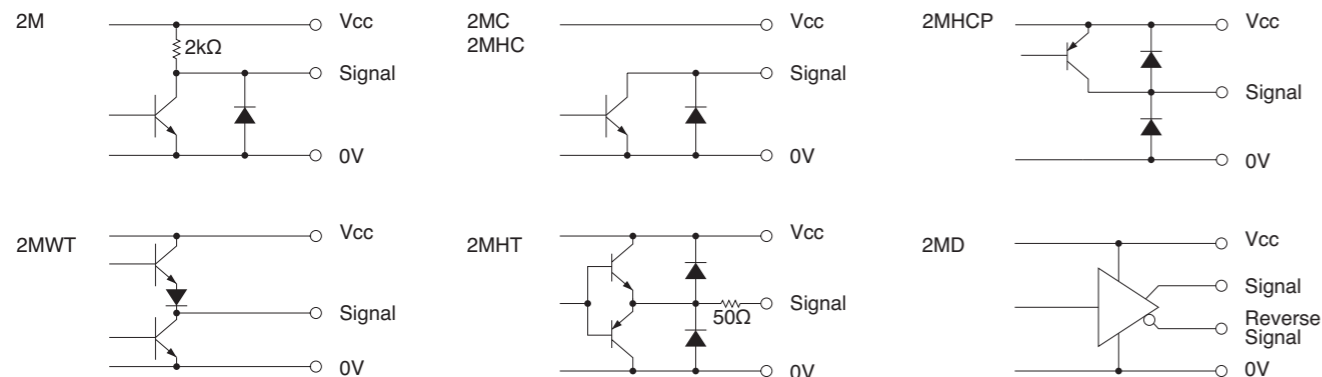 2M
Vcc
2kΩ
Signal
0V
2MC
2MHC
Vcc
Signal
0V
2MHCP
Vcc
Signal
0V
2MWT
Vcc
Signal
0V
2MHT
Vcc
Signal
50Ω
0V
2MD
Vcc
Signal
Reverse
Signal
0V